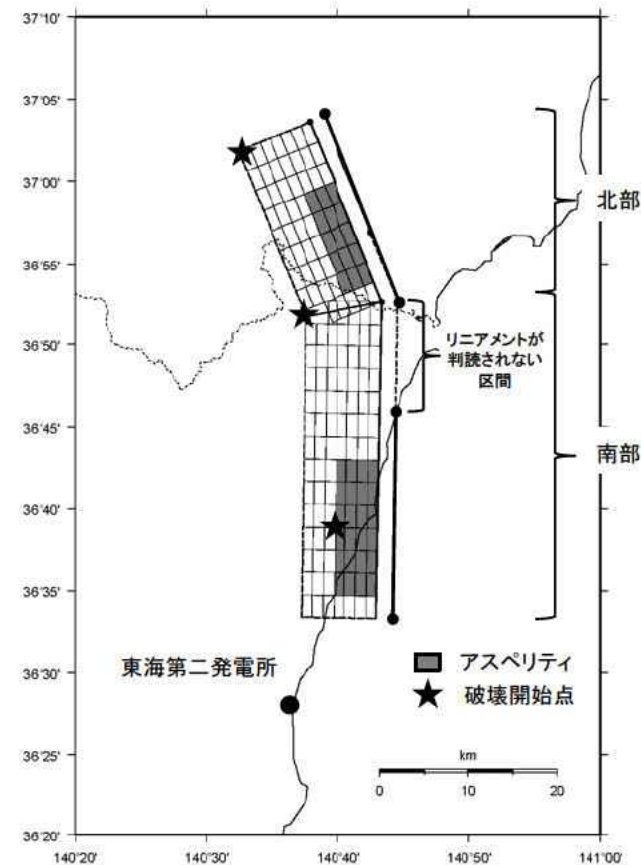 37°10'
37°05'
37°00'
36°55'
36°50'
36°45'
36°40'
36°35'
36°30'
36°25'
36°20'
140°20'
140°30'
140°40'
140°50'
141°00'
北部
リニアメントが
判読されない
区間
南部
アスペリティ
破壊開始点
東海第二発電所
km
0 10 20